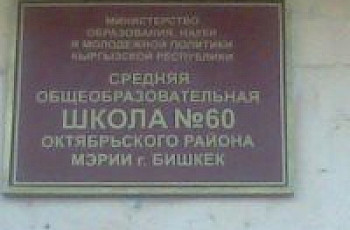 МИНИСТЕРСТВО
ОБРАЗОВАНИЯ, НАУКИ
И МОЛОДЕЖНОЙ ПОЛИТИКИ
КЫРГЫЗСКОЙ РЕСПУБЛИКИ
СРЕДНЯЯ
ОБЩЕОБРАЗОВАТЕЛЬНАЯ
ШКОЛА №60
ОКТЯБРЬСКОГО РАЙОНА
МЭРИИ г. БИШКЕК